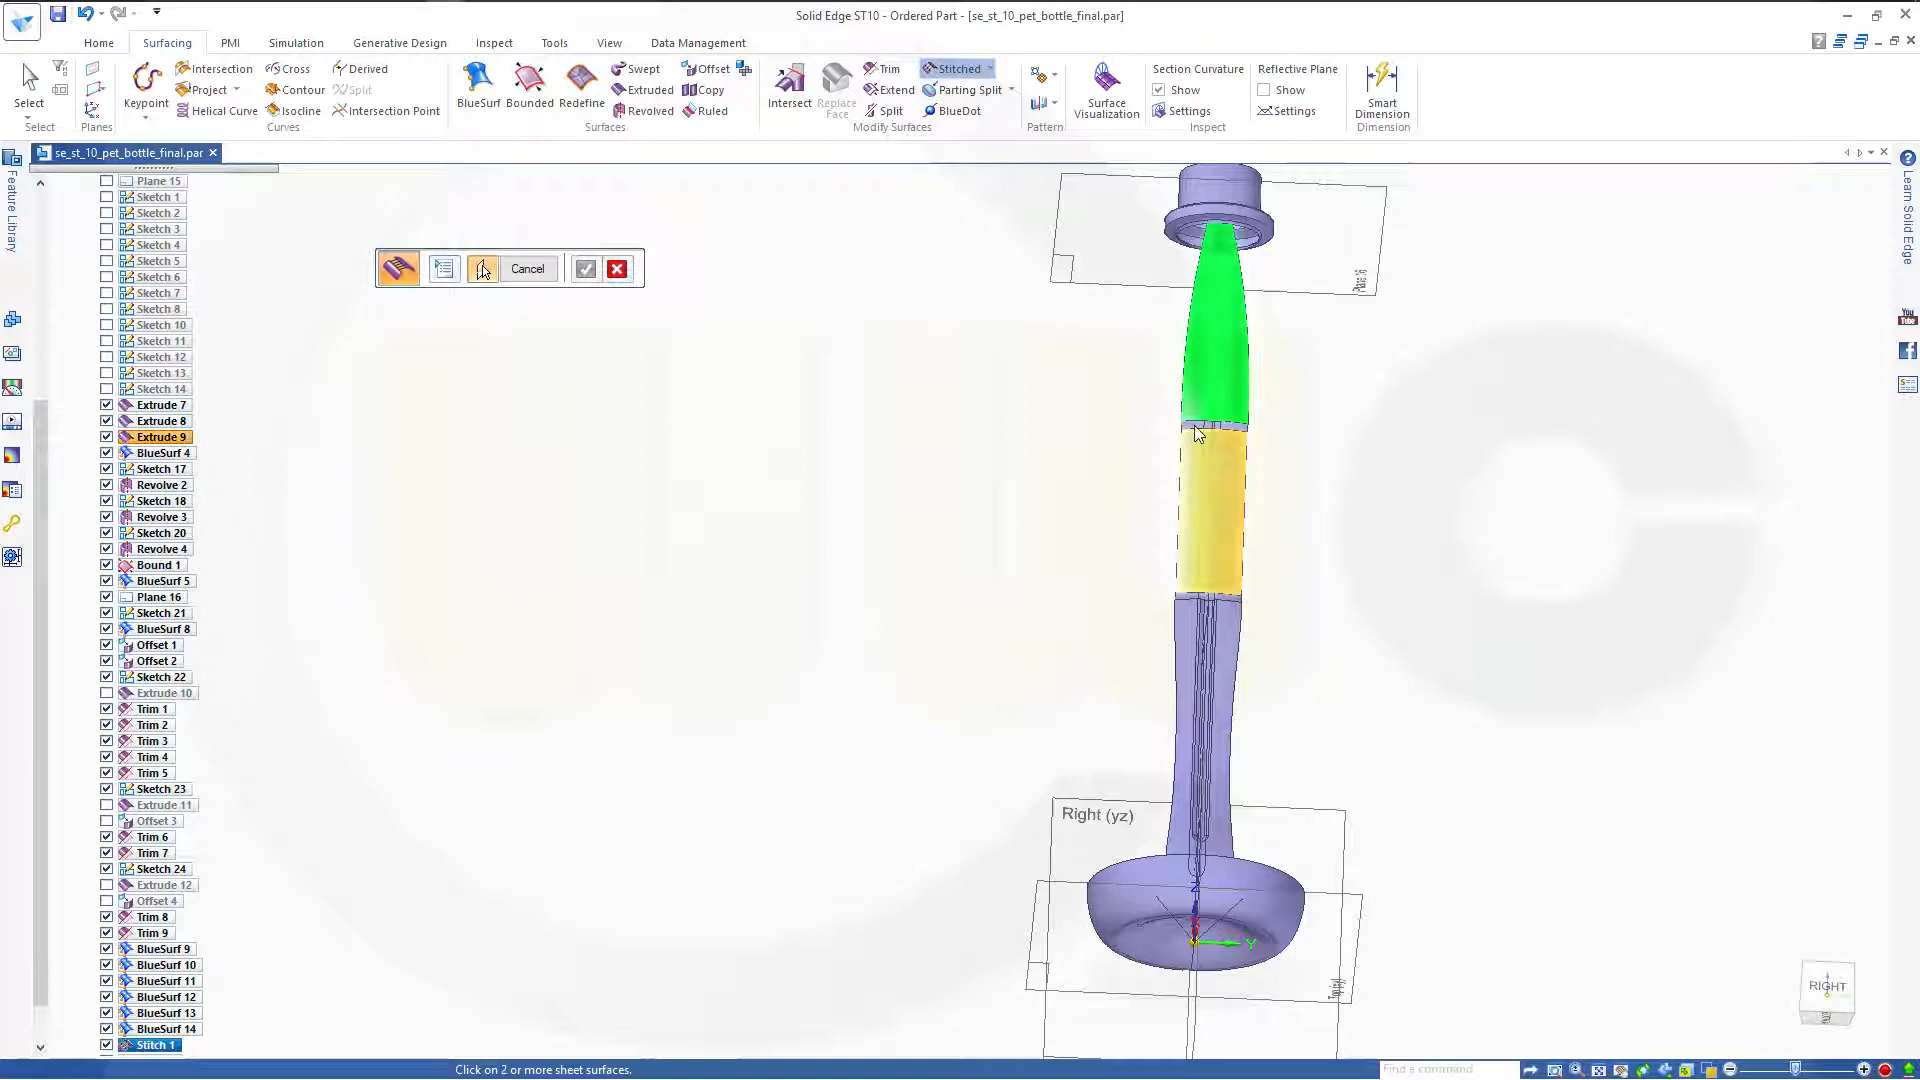 Solid Edge ST10 - Ordered Part - [se_st_10_pet_bottle_final.par]
Home Surfacing PMI Simulation Generative Design Inspect Tools View Data Management
Select
Select
Planes
Keypoint
Intersection
Project
Helical Curve
Cross
Contour
Isocline
Derived
Split
Intersection Point
Curves
BlueSurf
Bounded
Redefine
Swept
Extruded
Revolved
Offset
Copy
Ruled
Surfaces
Intersect
Replace
Face
Trim
Extend
Split
Stitched
Parting Split
BlueDot
Modify Surfaces
Pattern
Surface
Visualization
Section Curvature
Show
Settings
Inspect
Reflective Plane
Show
Settings
Smart
Dimension
Dimension
se_st_10_pet_bottle_final.par
Feature Library
Learn Solid Edge
Plane 15
Sketch 1
Sketch 2
Sketch 3
Sketch 4
Sketch 5
Sketch 6
Sketch 7
Sketch 8
Sketch 10
Sketch 11
Sketch 12
Sketch 13
Sketch 14
Extrude 7
Extrude 8
Extrude 9
BlueSurf 4
Sketch 17
Revolve 2
Sketch 18
Revolve 3
Sketch 20
Revolve 4
Bound 1
BlueSurf 5
Plane 16
Sketch 21
BlueSurf 8
Offset 1
Offset 2
Sketch 22
Extrude 10
Trim 1
Trim 2
Trim 3
Trim 4
Trim 5
Sketch 23
Extrude 11
Offset 3
Trim 6
Trim 7
Sketch 24
Extrude 12
Offset 4
Trim 8
Trim 9
BlueSurf 9
BlueSurf 10
BlueSurf 11
BlueSurf 12
BlueSurf 13
BlueSurf 14
Stitch 1
Cancel
Plane 16
Right (yz)
Z
Y
RIGHT
You
Tube
Click on 2 or more sheet surfaces.
Find a command